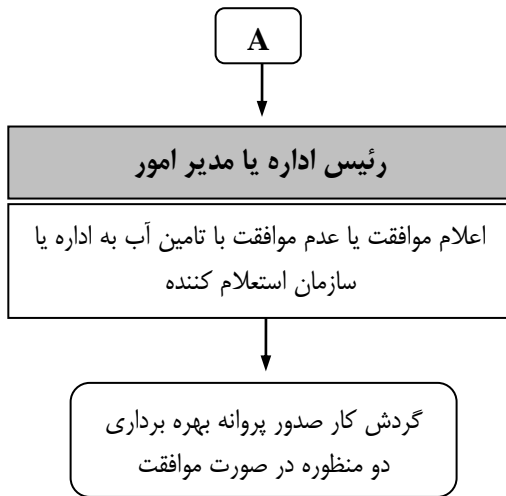 A
رئیس اداره یا مدیر امور
اعلام موافقت یا عدم موافقت با تامین آب به اداره یا
سازمان استعلام کننده
گردش کار صدور پروانه بهره برداری
دو منظوره در صورت موافقت